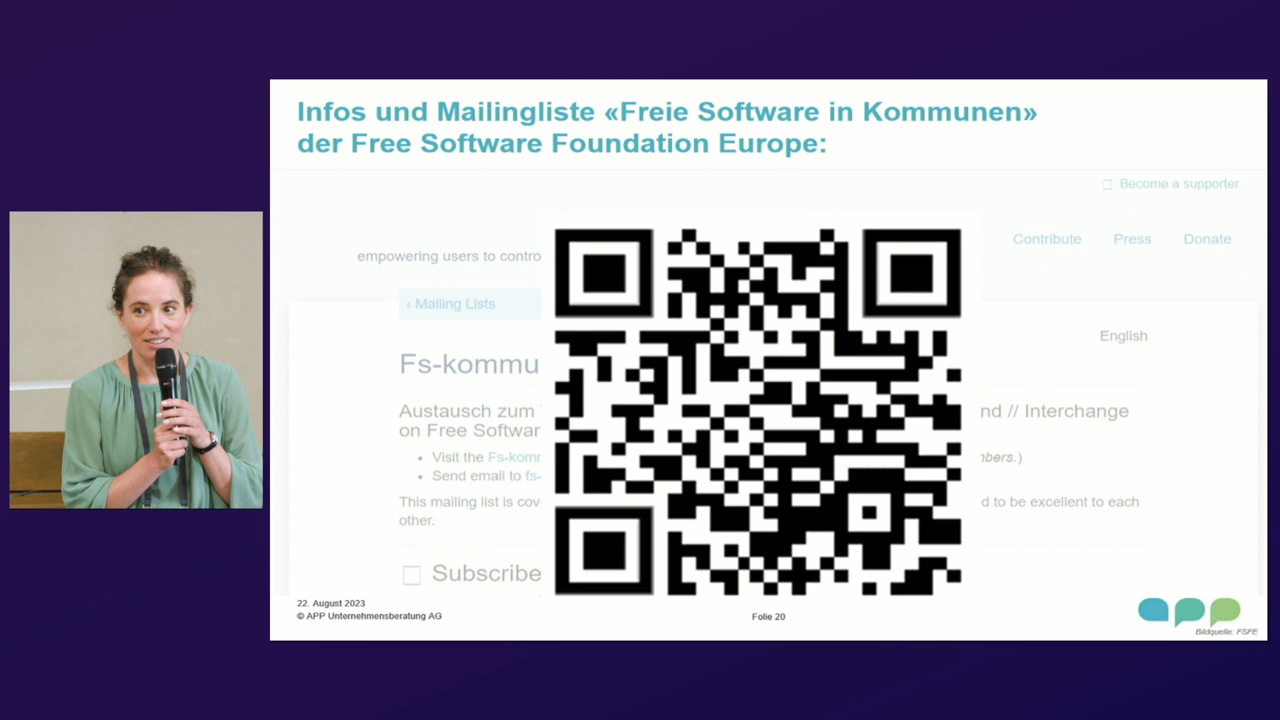 Infos und Mailingliste «Freie Software in Kommunen»
der Free Software Foundation Europe:
Become a supporter
Contribute Press Donate
empowering users to contro
‹ Mailing Lists
English
Fs-kommu
Austausch zum nd // Interchange
on Free Softwar
• Visit the Fs-komm nbers.)
• Send email to fs-
This mailing list is cov d to be excellent to each
other.
Subscribe
22. August 2023
© APP Unternehmensberatung AG
Folie 20
app
Bildquelle: FSFE